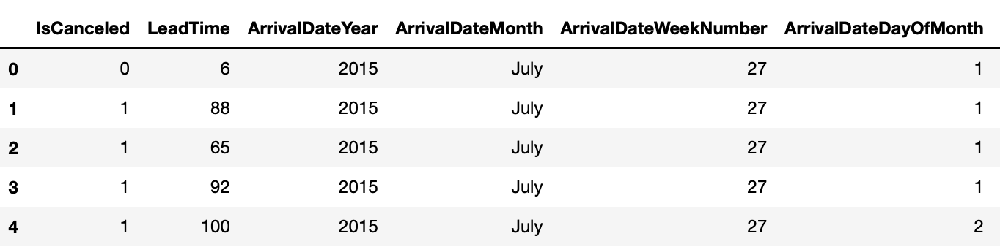 IsCanceled LeadTime ArrivalDateYear ArrivalDateMonth ArrivalDateWeekNumber ArrivalDateDayOfMonth
0 0 6 2015 July 27 1
1 1 88 2015 July 27 1
2 1 65 2015 July 27 1
3 1 92 2015 July 27 1
4 1 100 2015 July 27 2